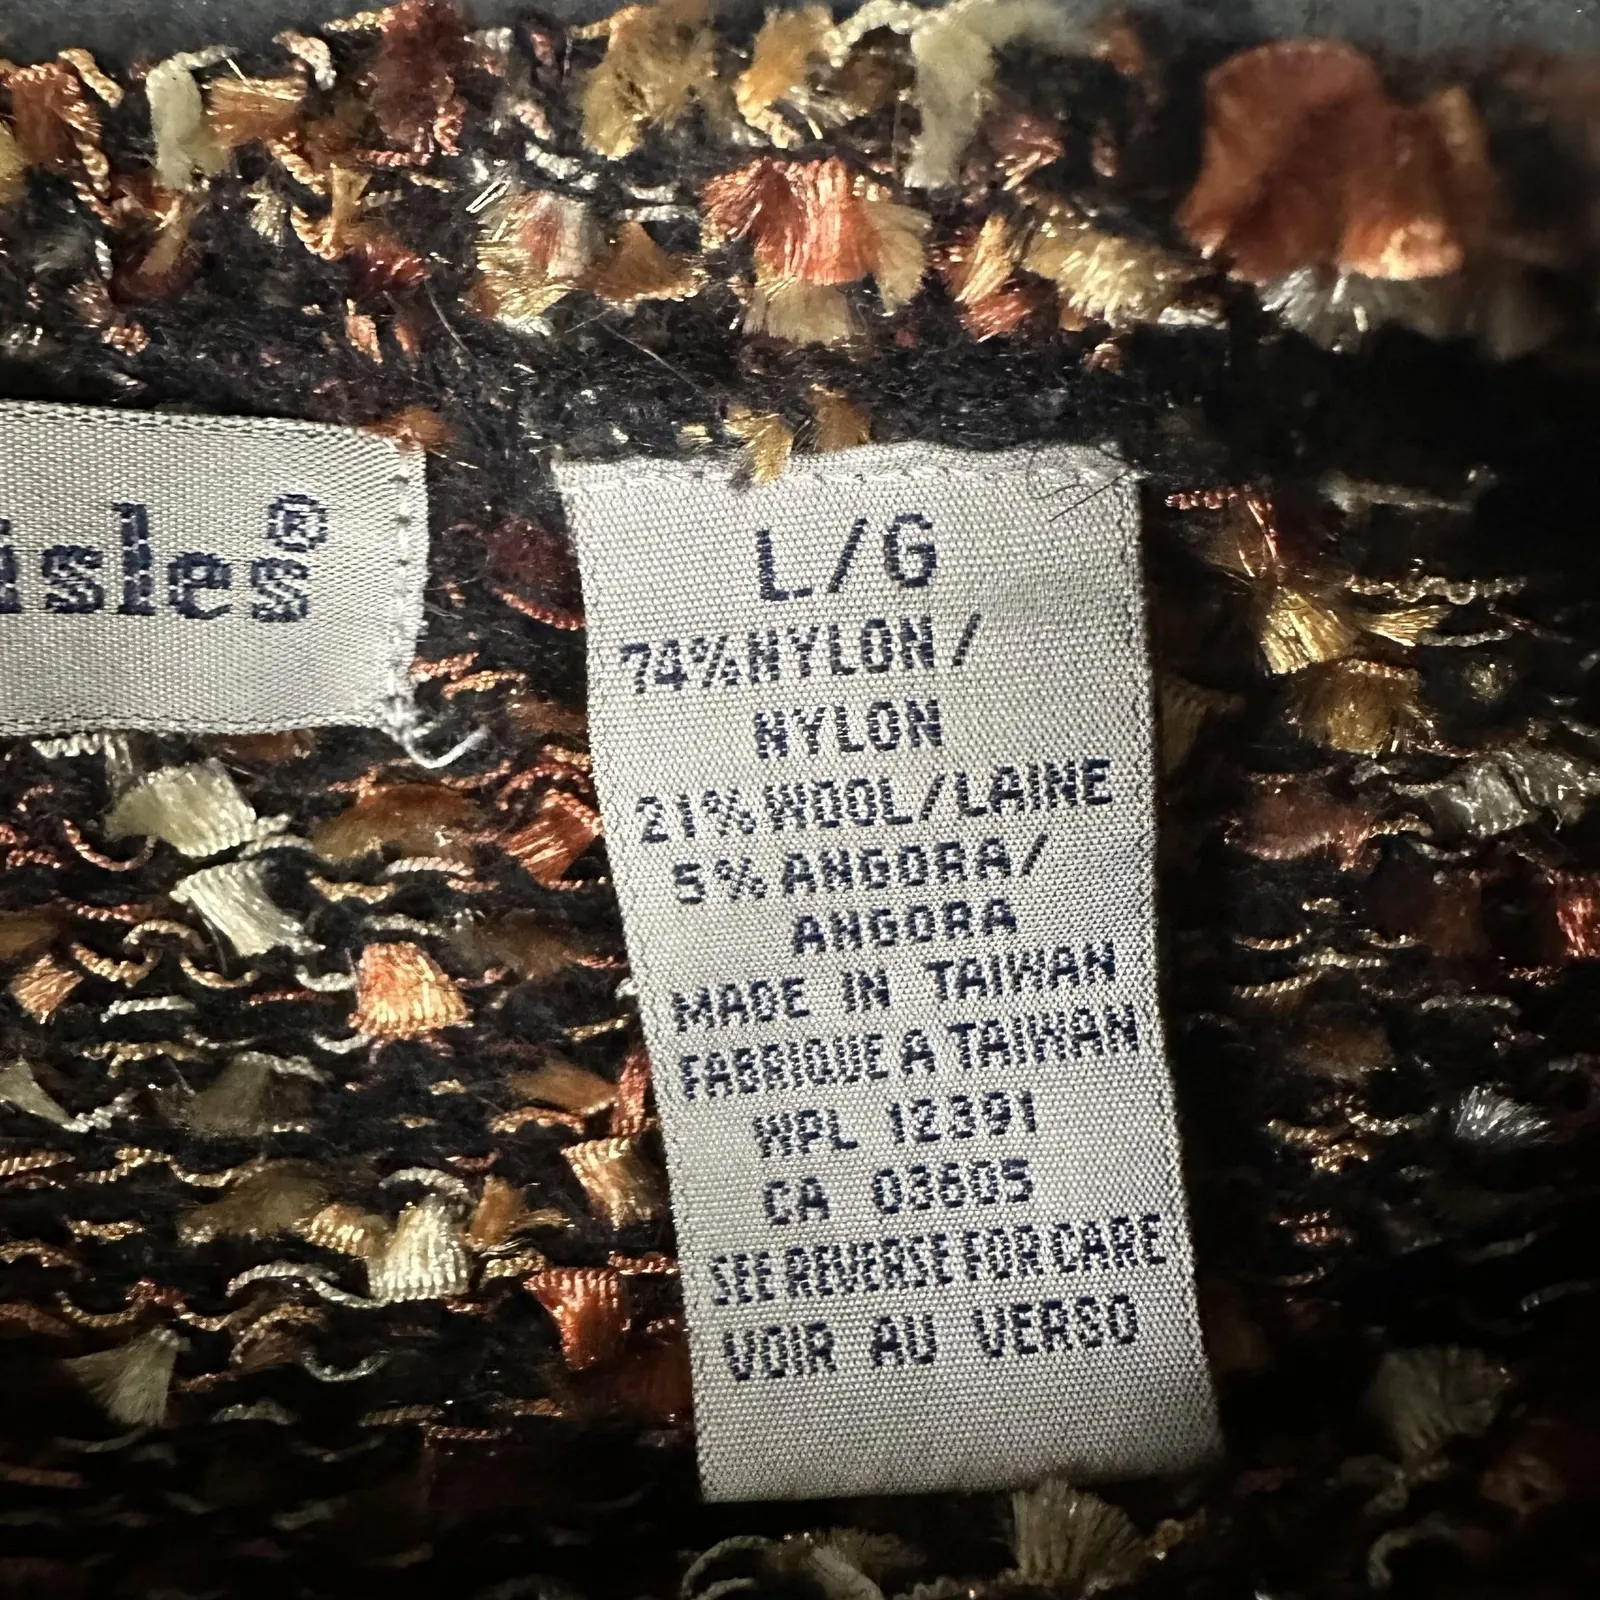 isles®
L/G
74% NYLON/
NYLON
21% WOOL/LAINE
5% ANGORA/
ANGORA
MADE IN TAIWAN
FABRIQUE A TAIWAN
WPL 12391
CA 03605
SEE REVERSE FOR CARE
VOIR AU VERSO